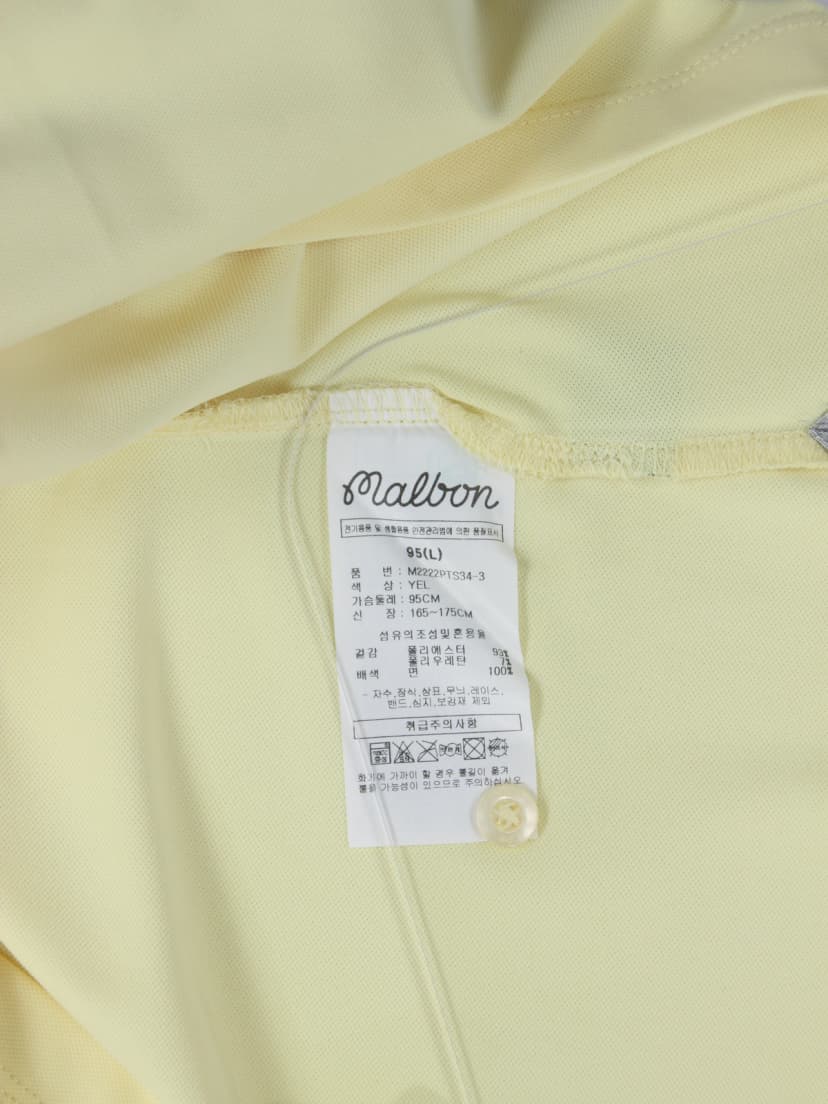 Malbon
전기용품 및 생활용품 안전관리법에 의한 품질표시
95(L)
품 번 : M2222PTS34-3
색 상 : YEL
가슴둘레 : 95CM
신 장 : 165~175CM
섬유의조성및혼용율
겉감 폴리에스터 93%
폴리우레탄 7%
배색 면 100%
- 자수,장식,상표,무늬,레이스,
밴드,심지,보강재 제외
취급주의사항
화기에 가까이 할 경우 불길이 옮겨
붙을 가능성이 있으므로 주의하십시오